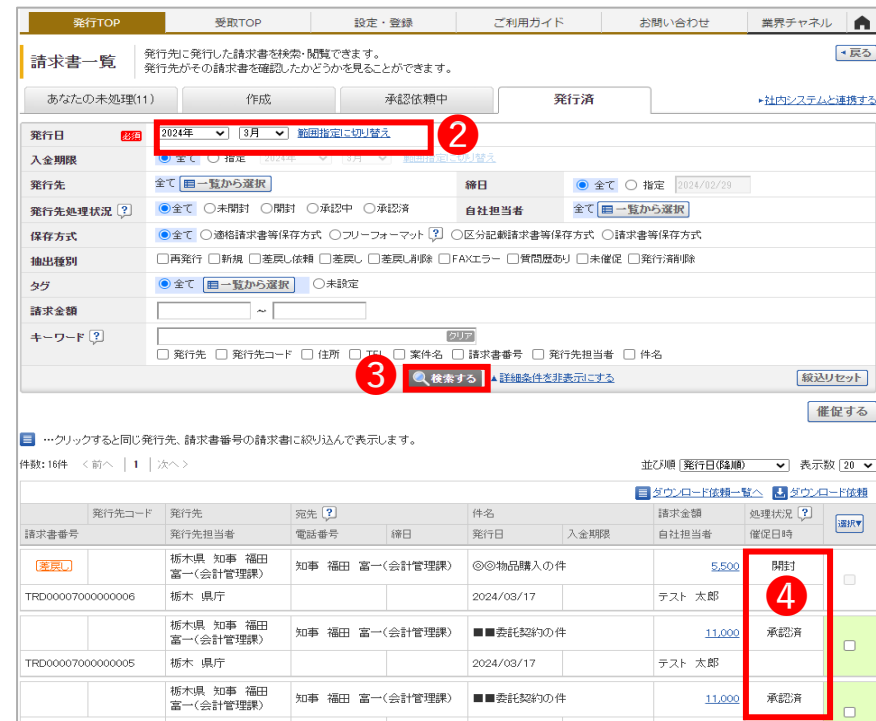 発行TOP 受取TOP 設定・登録 ご利用ガイド お問い合わせ 業界チャネル
請求書一覧
発行先に発行した請求書を検索・閲覧できます。
発行先がその請求書を確認したかどうかを見ることができます。
戻る
あなたの未処理(11) 作成 承認依頼中 発行済 社内システムと連携する
発行日 必須 2024年 3月 範囲指定に切り替え 2
入金期限 全て 指定 2024年 3月 範囲指定に切り替え
発行先 全て 一覧から選択 締日 全て 指定 2024/02/29
発行先処理状況 ? 全て 未開封 開封 承認中 承認済 自社担当者 全て 一覧から選択
保存方式 全て 適格請求書等保存方式 フリーフォーマット ? 区分記載請求書等保存方式 請求書等保存方式
抽出種別 再発行 新規 差戻し依頼 差戻し 差戻し削除 FAXエラー 質問歴あり 未催促 発行済削除
タグ 全て 一覧から選択 未設定
請求金額 ～
キーワード ? クリア
発行先 発行先コード 住所 TEL 案件名 請求書番号 発行先担当者 件名
3 検索する ▲詳細条件を非表示にする 絞込リセット
催促する
…クリックすると同じ発行先、請求書番号の請求書に絞り込んで表示します。
件数:16件 <前へ | 1 | 次へ> 並び順 発行日(降順) 表示数 20
ダウンロード依頼一覧へ ダウンロード依頼
発行先コード 発行先 宛先 ? 件名 請求金額 処理状況 ? 選択▼
請求書番号 発行先担当者 電話番号 締日 発行日 入金期限 自社担当者 催促日時
差戻し 栃木県 知事 福田 富一(会計管理課) 知事 福田 富一(会計管理課) ◎◎物品購入の件 5,500 開封
TRD00007000000006 栃木 県庁 2024/03/17 テスト 太郎 4
栃木県 知事 福田 富一(会計管理課) 知事 福田 富一(会計管理課) ■■委託契約の件 11,000 承認済
TRD00007000000005 栃木 県庁 2024/03/17 テスト 太郎
栃木県 知事 福田 富一(会計管理課) 知事 福田 富一(会計管理課) ■■委託契約の件 11,000 承認済